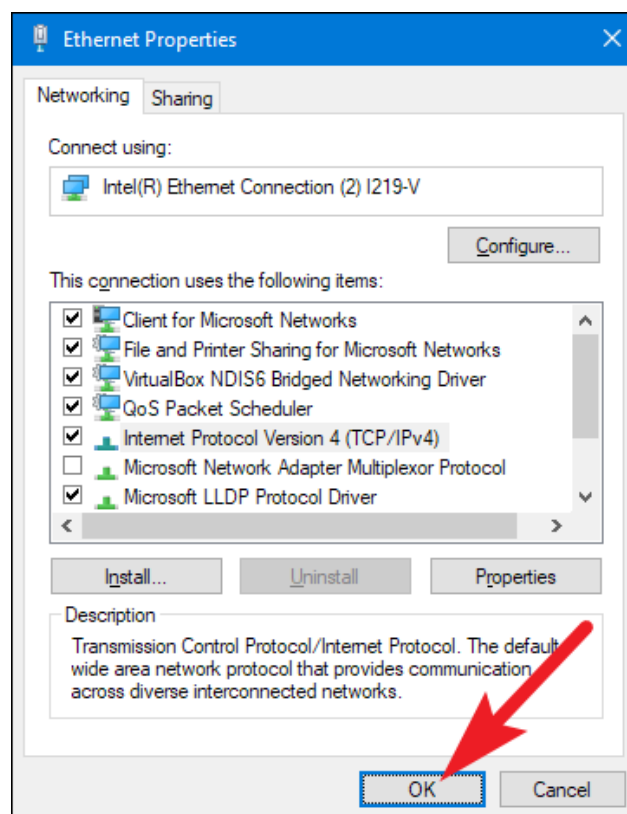 Ethernet Properties
Networking Sharing
Connect using:
Intel(R) Ethernet Connection (2) I219-V
Configure...
This connection uses the following items:
Client for Microsoft Networks
File and Printer Sharing for Microsoft Networks
VirtualBox NDIS6 Bridged Networking Driver
QoS Packet Scheduler
Internet Protocol Version 4 (TCP/IPv4)
Microsoft Network Adapter Multiplexor Protocol
Microsoft LLDP Protocol Driver
Install... Uninstall Properties
Description
Transmission Control Protocol/Internet Protocol. The default
wide area network protocol that provides communication
across diverse interconnected networks.
OK Cancel